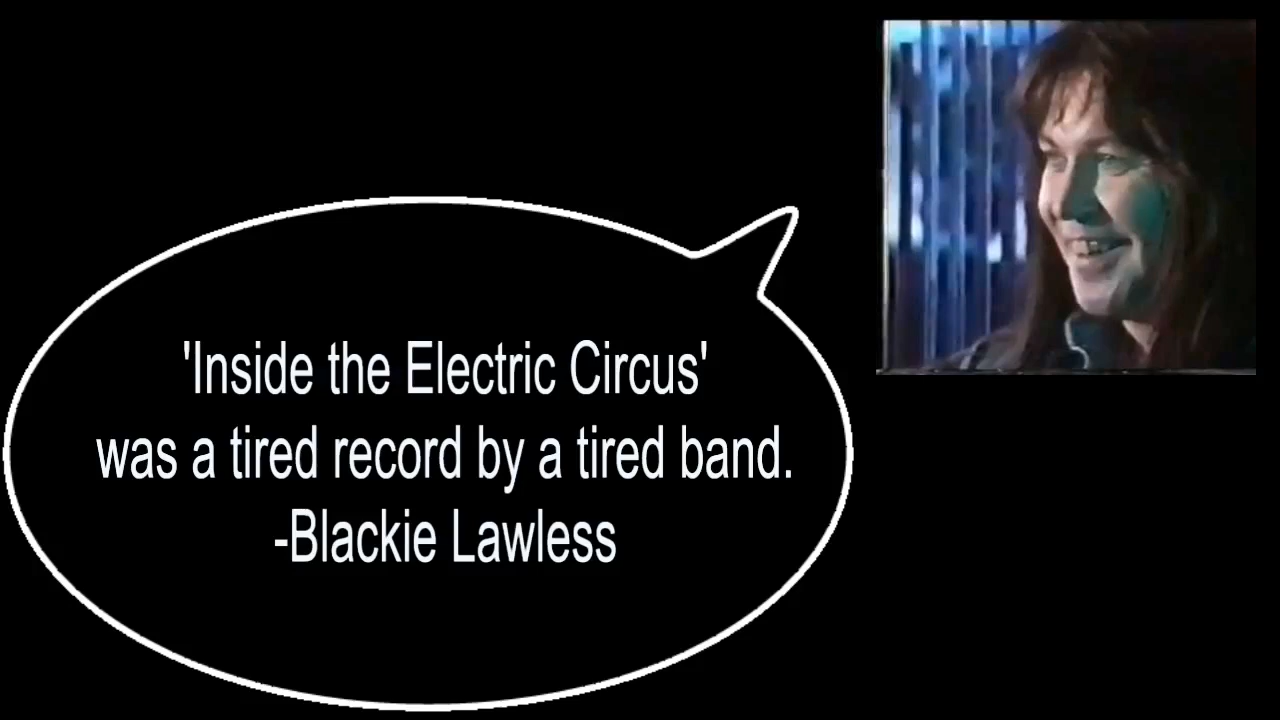 'Inside the Electric Circus'
was a tired record by a tired band.
-Blackie Lawless